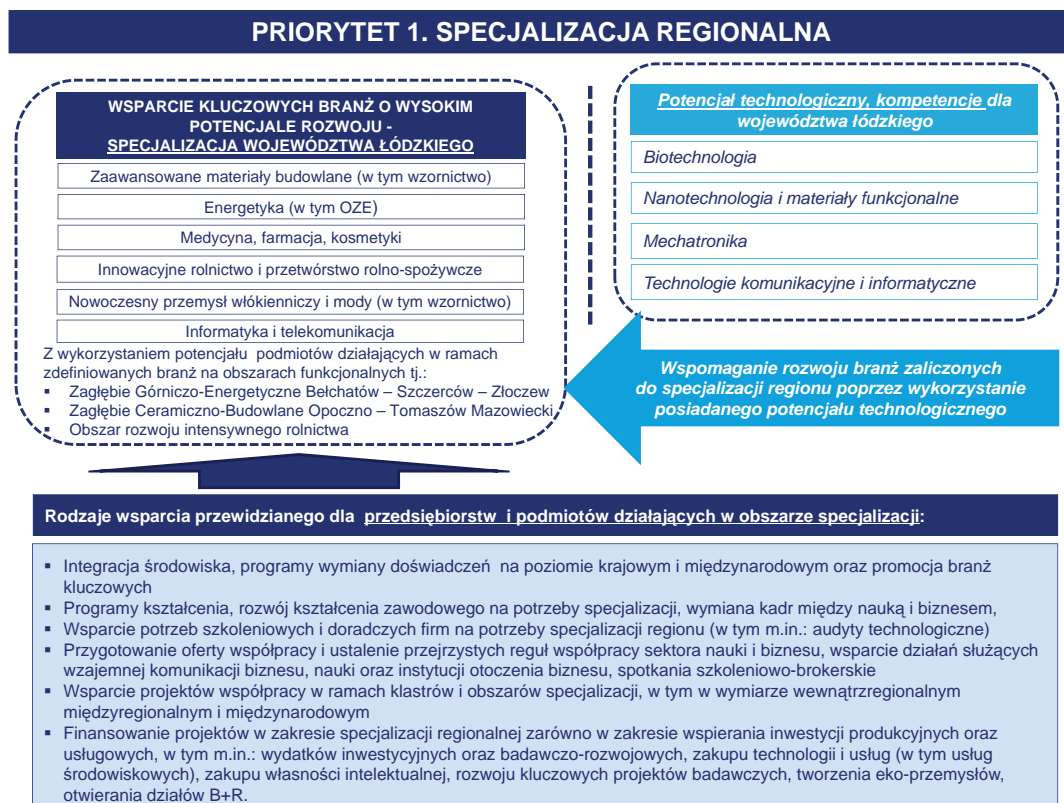 PRIORYTET 1. SPECJALIZACJA REGIONALNA
WSPARCIE KLUCZOWYCH BRANŻ O WYSOKIM
POTENCJALE ROZWOJU -
SPECJALIZACJA WOJEWÓDZTWA ŁÓDZKIEGO
Zaawansowane materiały budowlane (w tym wzornictwo)
Energetyka (w tym OZE)
Medycyna, farmacja, kosmetyki
Innowacyjne rolnictwo i przetwórstwo rolno-spożywcze
Nowoczesny przemysł włókienniczy i mody (w tym wzornictwo)
Informatyka i telekomunikacja
Z wykorzystaniem potencjału podmiotów działających w ramach
zdefiniowanych branż na obszarach funkcjonalnych tj.:
▪ Zagłębie Górniczo-Energetyczne Bełchatów – Szczerców – Złoczew
▪ Zagłębie Ceramiczno-Budowlane Opoczno – Tomaszów Mazowiecki
▪ Obszar rozwoju intensywnego rolnictwa
Potencjał technologiczny, kompetencje dla
województwa łódzkiego
Biotechnologia
Nanotechnologia i materiały funkcjonalne
Mechatronika
Technologie komunikacyjne i informatyczne
Wspomaganie rozwoju branż zaliczonych
do specjalizacji regionu poprzez wykorzystanie
posiadanego potencjału technologicznego
Rodzaje wsparcia przewidzianego dla przedsiębiorstw i podmiotów działających w obszarze specjalizacji:
▪ Integracja środowiska, programy wymiany doświadczeń na poziomie krajowym i międzynarodowym oraz promocja branż
kluczowych
▪ Programy kształcenia, rozwój kształcenia zawodowego na potrzeby specjalizacji, wymiana kadr między nauką i biznesem,
▪ Wsparcie potrzeb szkoleniowych i doradczych firm na potrzeby specjalizacji regionu (w tym m.in.: audyty technologiczne)
▪ Przygotowanie oferty współpracy i ustalenie przejrzystych reguł współpracy sektora nauki i biznesu, wsparcie działań służących
wzajemnej komunikacji biznesu, nauki oraz instytucji otoczenia biznesu, spotkania szkoleniowo-brokerskie
▪ Wsparcie projektów współpracy w ramach klastrów i obszarów specjalizacji, w tym w wymiarze wewnątrzregionalnym
międzyregionalnym i międzynarodowym
▪ Finansowanie projektów w zakresie specjalizacji regionalnej zarówno w zakresie wspierania inwestycji produkcyjnych oraz
usługowych, w tym m.in.: wydatków inwestycyjnych oraz badawczo-rozwojowych, zakupu technologii i usług (w tym usług
środowiskowych), zakupu własności intelektualnej, rozwoju kluczowych projektów badawczych, tworzenia eko-przemysłów,
otwierania działów B+R.